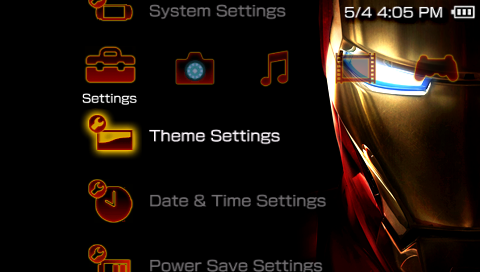 System Settings
5/4 4:05 PM
Settings
Theme Settings
Date & Time Settings
Power Save Settings